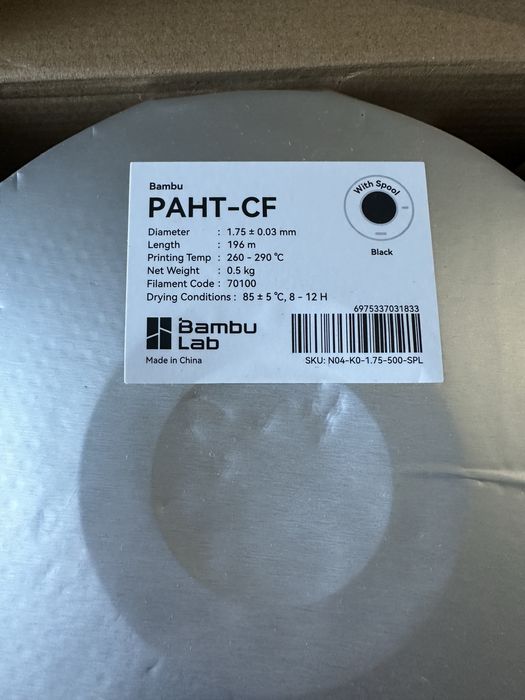 Bambu
PAHT-CF
With Spool
Black
Diameter : 1.75 ± 0.03 mm
Length : 196 m
Printing Temp : 260 - 290 °C
Net Weight : 0.5 kg
Filament Code : 70100
Drying Conditions : 85 ± 5 °C, 8 - 12 H
6975337031833
Bambu
Lab
Made in China
SKU: N04-K0-1.75-500-SPL